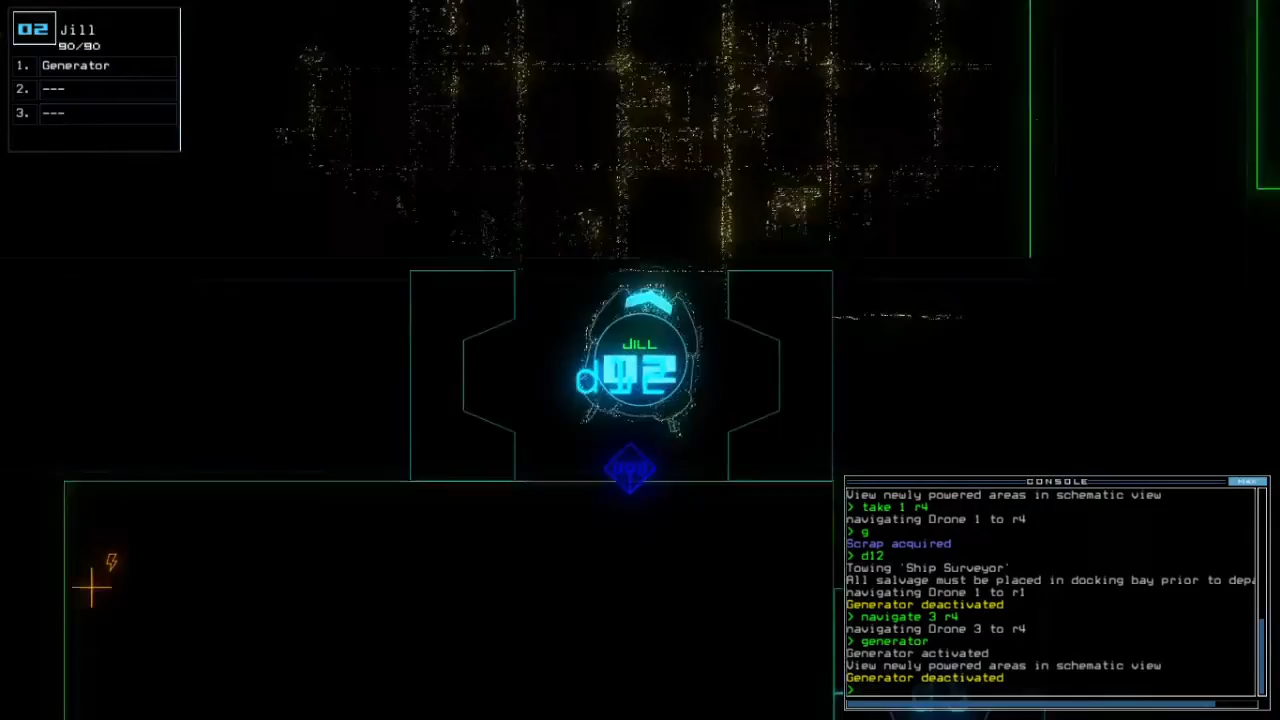 02 Jill
90/90
1. Generator
2. ---
3. ---
JILL
02
CONSOLE
View newly powered areas in schematic view
> take 1 r4
navigating Drone 1 to r4
> g
Scrap acquired
> d12
Towing 'Ship Surveyor'
All salvage must be placed in docking bay prior to depa
navigating Drone 1 to r1
Generator deactivated
> navigate 3 r4
navigating Drone 3 to r4
> generator
Generator activated
View newly powered areas in schematic view
Generator deactivated
>